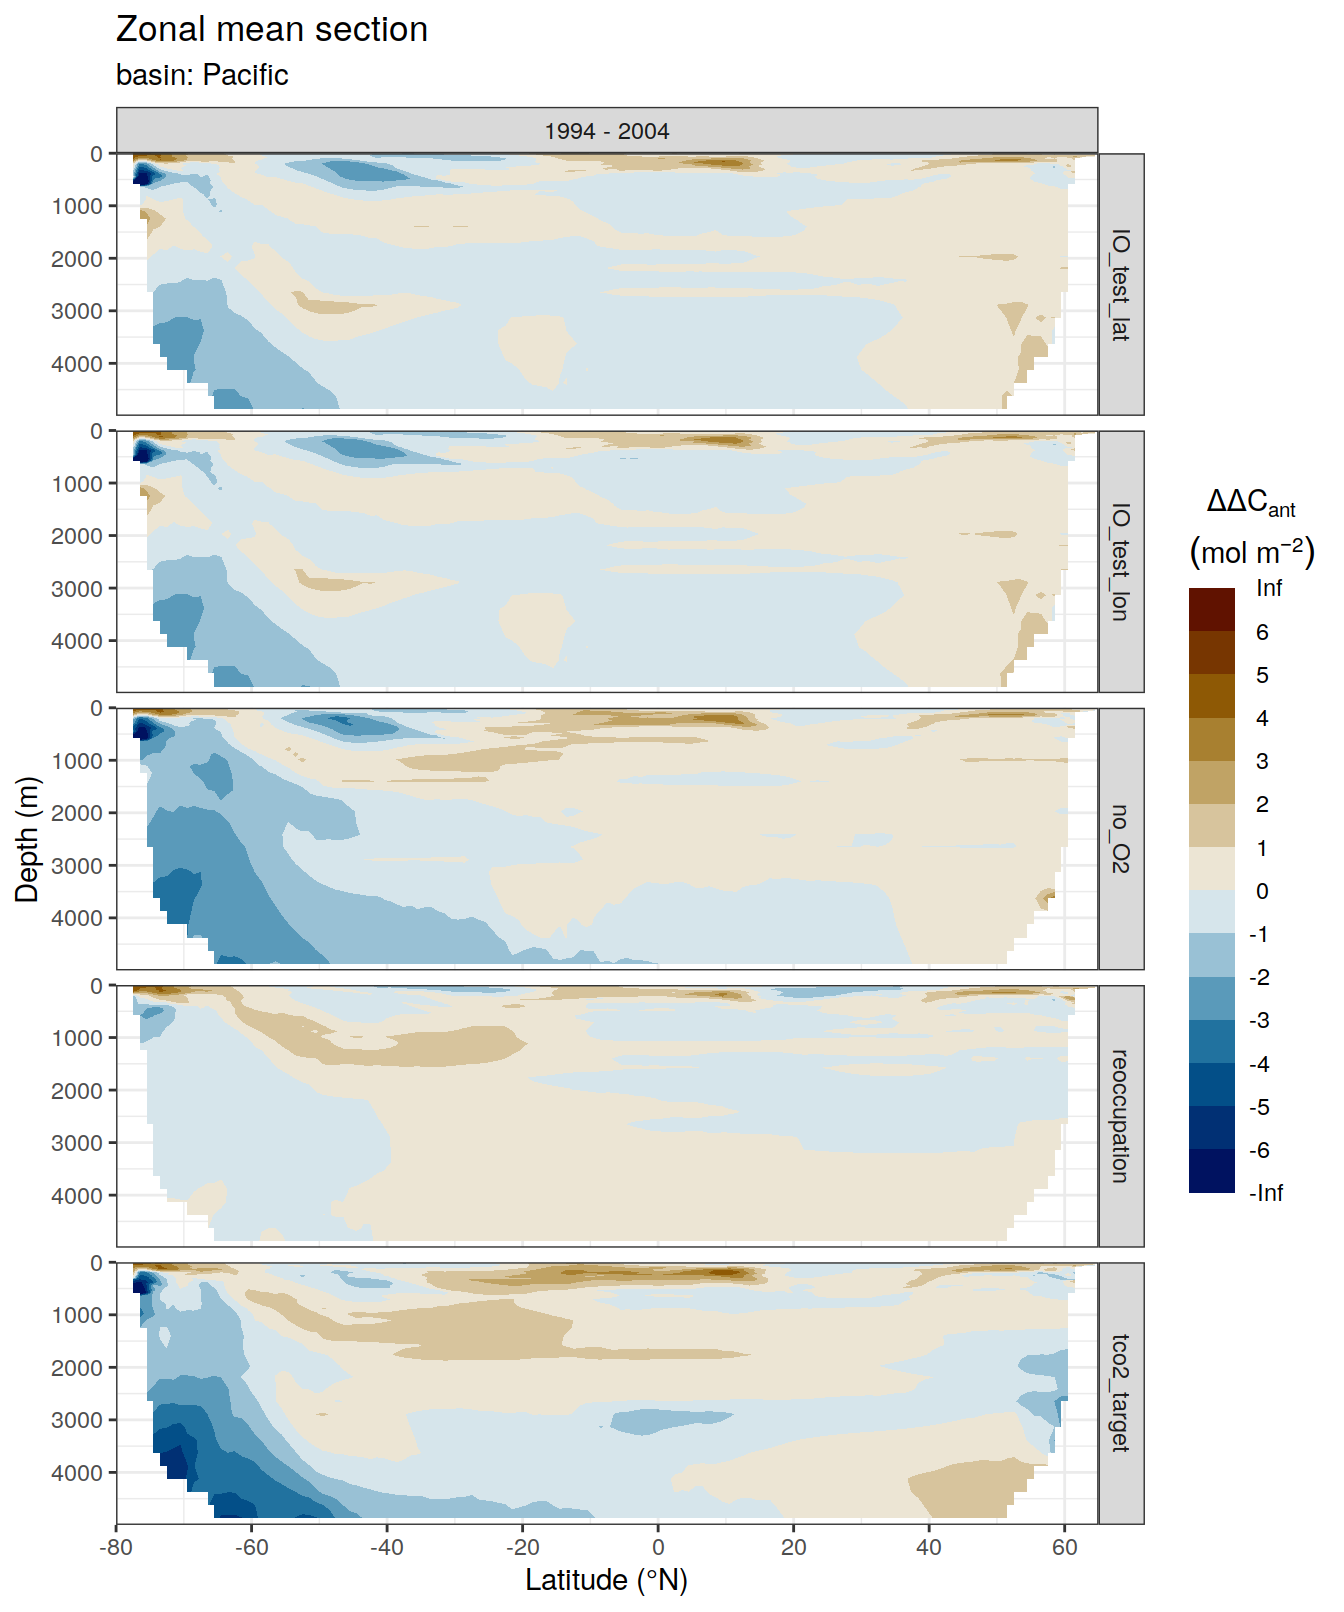 Zonal mean section
basin: Pacific
1994 - 2004
0
1000
2000
3000
4000
IO_test_lat
0
1000
2000
3000
4000
IO_test_lon
0
1000
2000
3000
4000
no_O2
0
1000
2000
3000
4000
reoccupation
0
1000
2000
3000
4000
tco2_target
Depth (m)
-80 -60 -40 -20 0 20 40 60
Latitude (°N)
ΔΔCant
(mol m−2)
Inf
6
5
4
3
2
1
0
-1
-2
-3
-4
-5
-6
-Inf